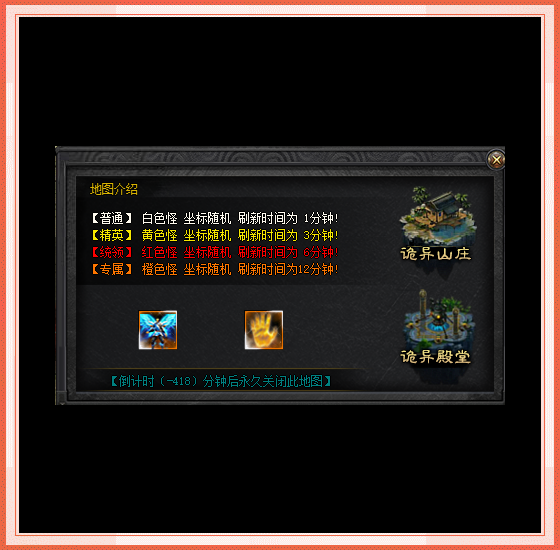 地图介绍
【普通】 白色怪 坐标随机 刷新时间为 1分钟!
【精英】 黄色怪 坐标随机 刷新时间为 3分钟!
【统领】 红色怪 坐标随机 刷新时间为 6分钟!
【专属】 橙色怪 坐标随机 刷新时间为12分钟!
诡异山庄
诡异殿堂
【倒计时（-418）分钟后永久关闭此地图】